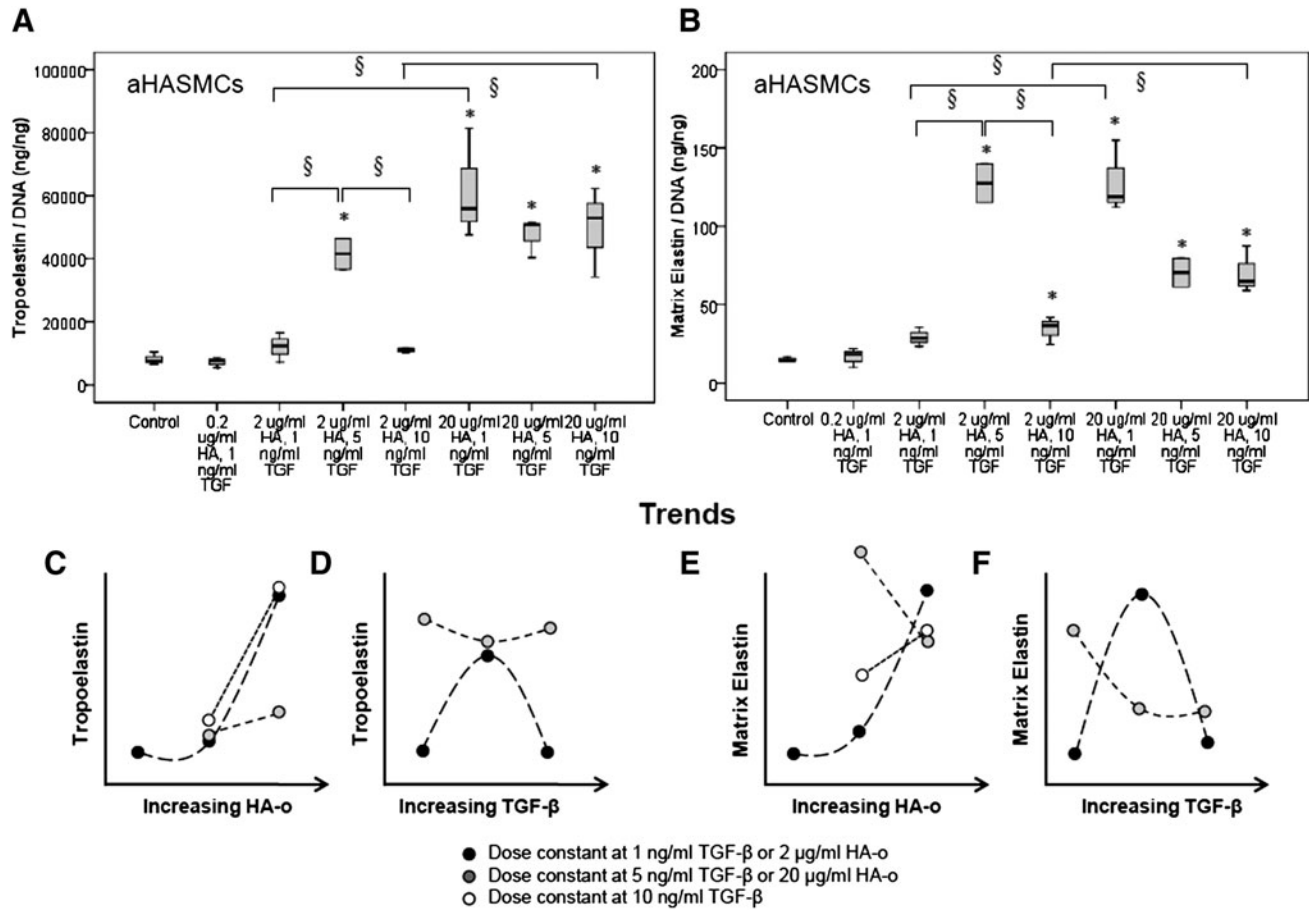 A
B
aHASMCs
aHASMCs
Tropoelastin / DNA (ng/ng)
Matrix Elastin / DNA (ng/ng)
100000
80000
60000
40000
20000
0
200
150
100
50
0
§
§
§
§
*
*
*
*
§
§
§
§
*
*
*
*
*
Control
0.2
ug/ml
HA, 1
ng/ml
TGF
2 ug/ml
HA, 1
ng/ml
TGF
2 ug/ml
HA, 5
ng/ml
TGF
2 ug/ml
HA, 10
ng/ml
TGF
20 ug/ml
HA, 1
ng/ml
TGF
20 ug/ml
HA, 5
ng/ml
TGF
20 ug/ml
HA, 10
ng/ml
TGF
Control
0.2 ug/ml
HA, 1
ng/ml
TGF
2 ug/ml
HA, 1
ng/ml
TGF
2 ug/ml
HA, 5
ng/ml
TGF
2 ug/ml
HA, 10
ng/ml
TGF
20 ug/ml
HA, 1
ng/ml
TGF
20 ug/ml
HA, 5
ng/ml
TGF
20 ug/ml
HA, 10
ng/ml
TGF
Trends
C
Tropoelastin
Increasing HA-o
D
Tropoelastin
Increasing TGF-β
E
Matrix Elastin
Increasing HA-o
F
Matrix Elastin
Increasing TGF-β
Dose constant at 1 ng/ml TGF-β or 2 μg/ml HA-o
Dose constant at 5 ng/ml TGF-β or 20 μg/ml HA-o
Dose constant at 10 ng/ml TGF-β